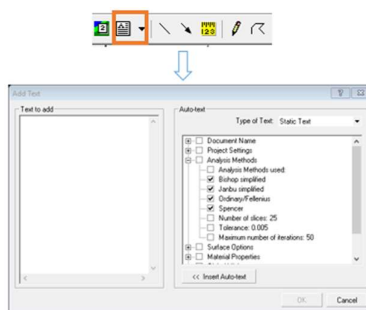 2
123
Add Text
Text to add
Auto-text
Type of Text: Static Text
Document Name
Project Settings
Analysis Methods
Analysis Methods used
Bishop simplified
Janbu simplified
Ordinary/Fellenius
Spencer
Number of slices: 25
Tolerance: 0.005
Maximum number of iterations: 50
Surface Options
Material Properties
<< Insert Auto-text
OK
Cancel